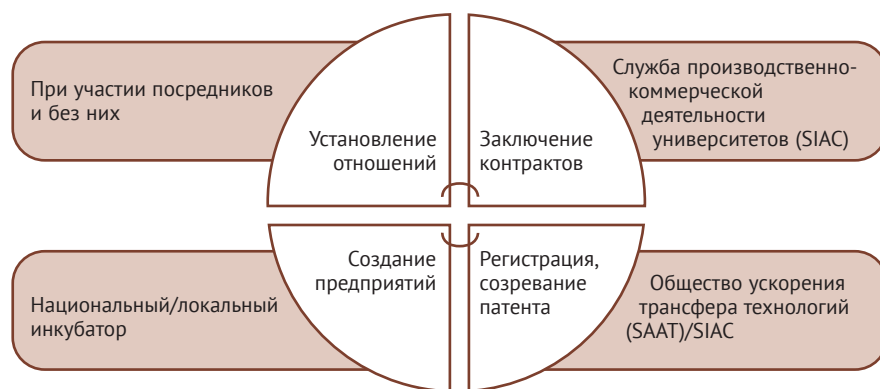 При участии посредников
и без них
Установление
отношений
Заключение
контрактов
Служба производственно-
коммерческой
деятельности
университетов (SIAC)
Национальный/локальный
инкубатор
Создание
предприятий
Регистрация,
созревание
патента
Общество ускорения
трансфера технологий
(SAAT)/SIAC